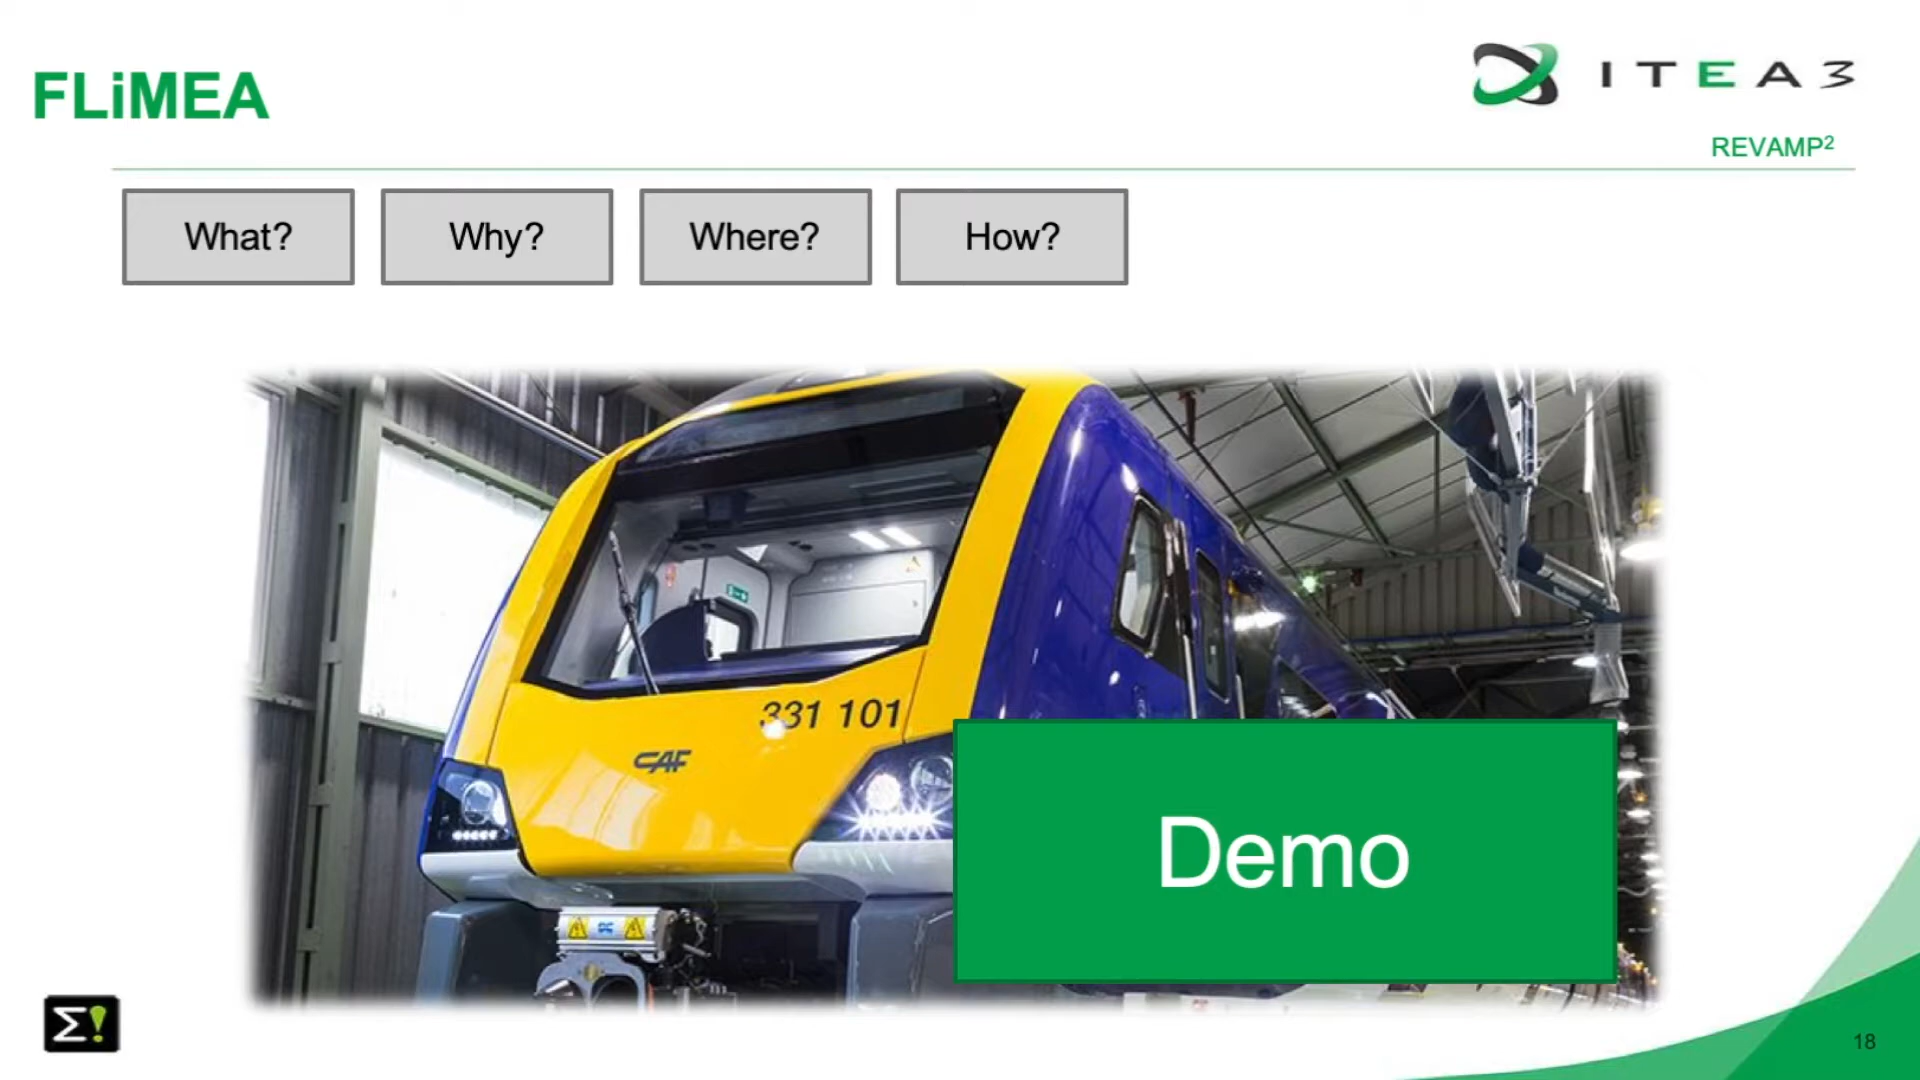 FLiMEA
ITEA3
REVAMP²
What?
Why?
Where?
How?
331 101
CAF
Demo
Σ!
18